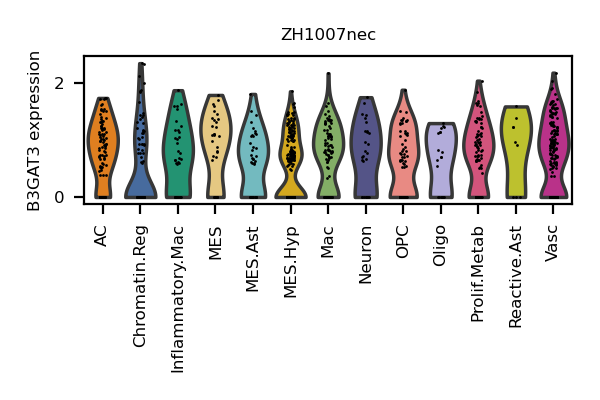 ZH1007nec
B3GAT3 expression
2
0
AC
Chromatin.Reg
Inflammatory.Mac
MES
MES.Ast
MES.Hyp
Mac
Neuron
OPC
Oligo
Prolif.Metab
Reactive.Ast
Vasc